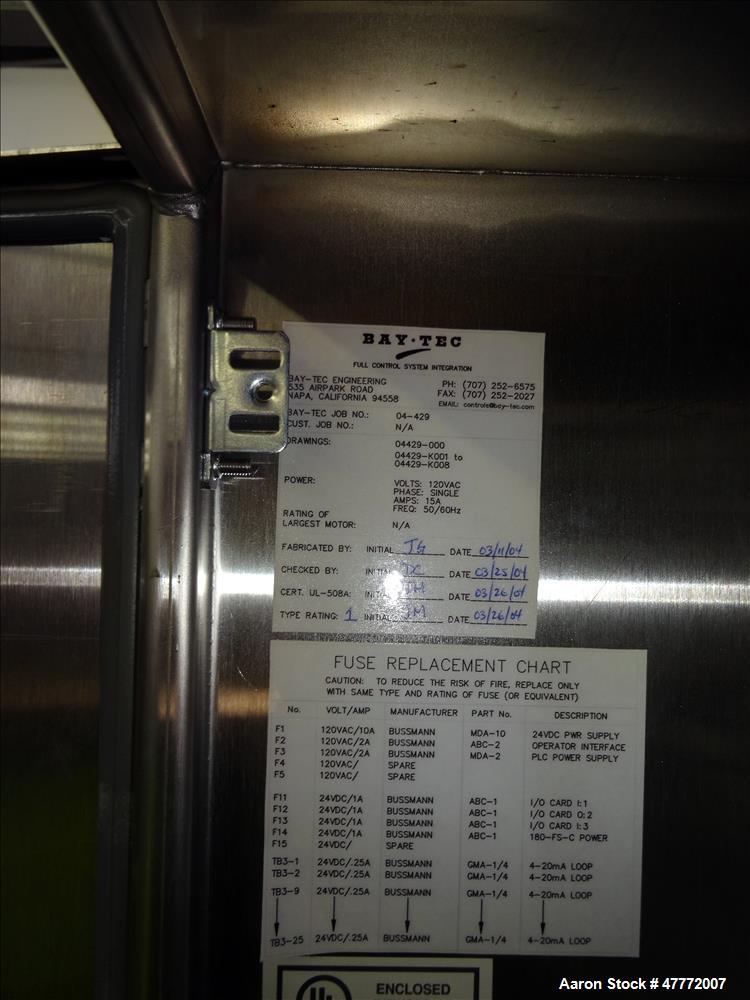 BAY·TEC
FULL CONTROL SYSTEM INTEGRATION
BAY-TEC ENGINEERING PH: (707) 252-6575
535 AIRPARK ROAD FAX: (707) 252-2027
NAPA, CALIFORNIA 94558 EMAIL: controls@bay-tec.com
BAY-TEC JOB NO.: 04-429
CUST. JOB NO.: N/A
DRAWINGS: 04429-000
04429-K001 to
04429-K008
POWER: VOLTS: 120VAC
PHASE: SINGLE
AMPS: 15A
FREQ: 50/60Hz
RATING OF
LARGEST MOTOR: N/A
FABRICATED BY: INITIAL JG DATE 03/11/04
CHECKED BY: INITIAL DATE 03/25/04
CERT. UL-508A: INITIAL DATE 03/26/04
TYPE RATING: 1 INITIAL JM DATE 03/26/04
FUSE REPLACEMENT CHART
CAUTION: TO REDUCE THE RISK OF FIRE, REPLACE ONLY
WITH SAME TYPE AND RATING OF FUSE (OR EQUIVALENT)
No. VOLT/AMP MANUFACTURER PART No. DESCRIPTION
F1 120VAC/10A BUSSMANN MDA-10 24VDC PWR SUPPLY
F2 120VAC/2A BUSSMANN ABC-2 OPERATOR INTERFACE
F3 120VAC/2A BUSSMANN MDA-2 PLC POWER SUPPLY
F4 120VAC/ SPARE
F5 120VAC/ SPARE
F11 24VDC/1A BUSSMANN ABC-1 I/O CARD I:1
F12 24VDC/1A BUSSMANN ABC-1 I/O CARD O:2
F13 24VDC/1A BUSSMANN ABC-1 I/O CARD I:3
F14 24VDC/1A BUSSMANN ABC-1 180-FS-C POWER
F15 24VDC/ SPARE
TB3-1 24VDC/.25A BUSSMANN GMA-1/4 4-20mA LOOP
TB3-2 24VDC/.25A BUSSMANN GMA-1/4 4-20mA LOOP
TB3-9 24VDC/.25A BUSSMANN GMA-1/4 4-20mA LOOP
TB3-25 24VDC/.25A BUSSMANN GMA-1/4 4-20mA LOOP
UL ENCLOSED
Aaron Stock # 47772007